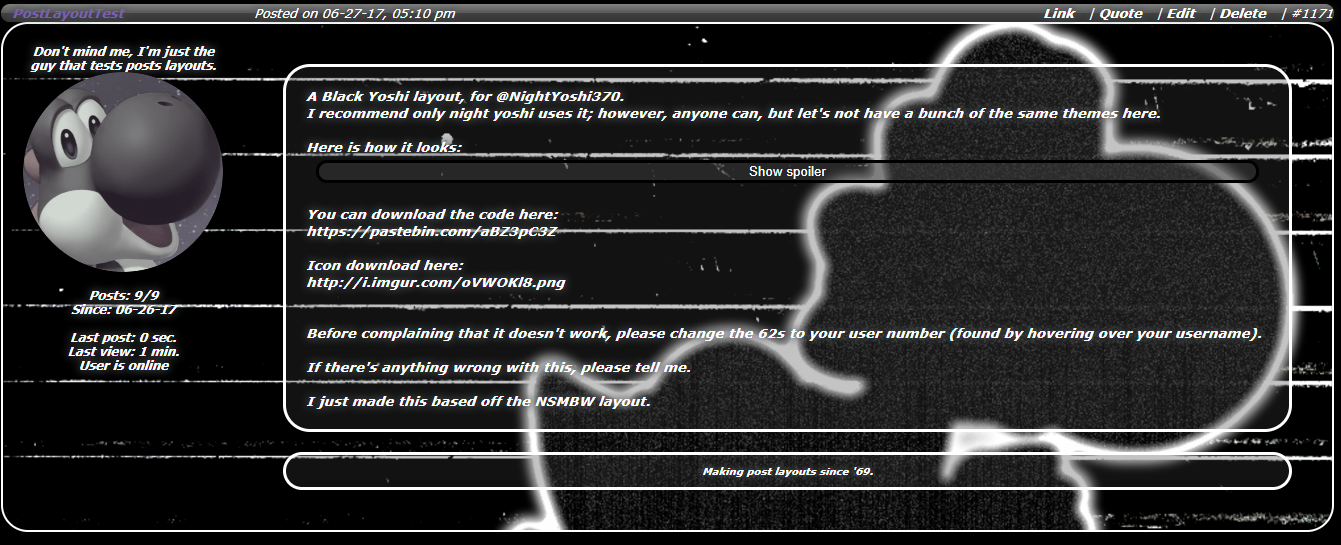 PostLayoutTest Posted on 06-27-17, 05:10 pm Link | Quote | Edit | Delete | #1171
Don't mind me, I'm just the
guy that tests posts layouts.
Posts: 9/9
Since: 06-26-17
Last post: 0 sec.
Last view: 1 min.
User is online
A Black Yoshi layout, for @NightYoshi370.
I recommend only night yoshi uses it; however, anyone can, but let's not have a bunch of the same themes here.
Here is how it looks:
Show spoiler
You can download the code here:
https://pastebin.com/aBZ3pC3Z
Icon download here:
http://i.imgur.com/oVWOKl8.png
Before complaining that it doesn't work, please change the 62s to your user number (found by hovering over your username).
If there's anything wrong with this, please tell me.
I just made this based off the NSMBW layout.
Making post layouts since '69.